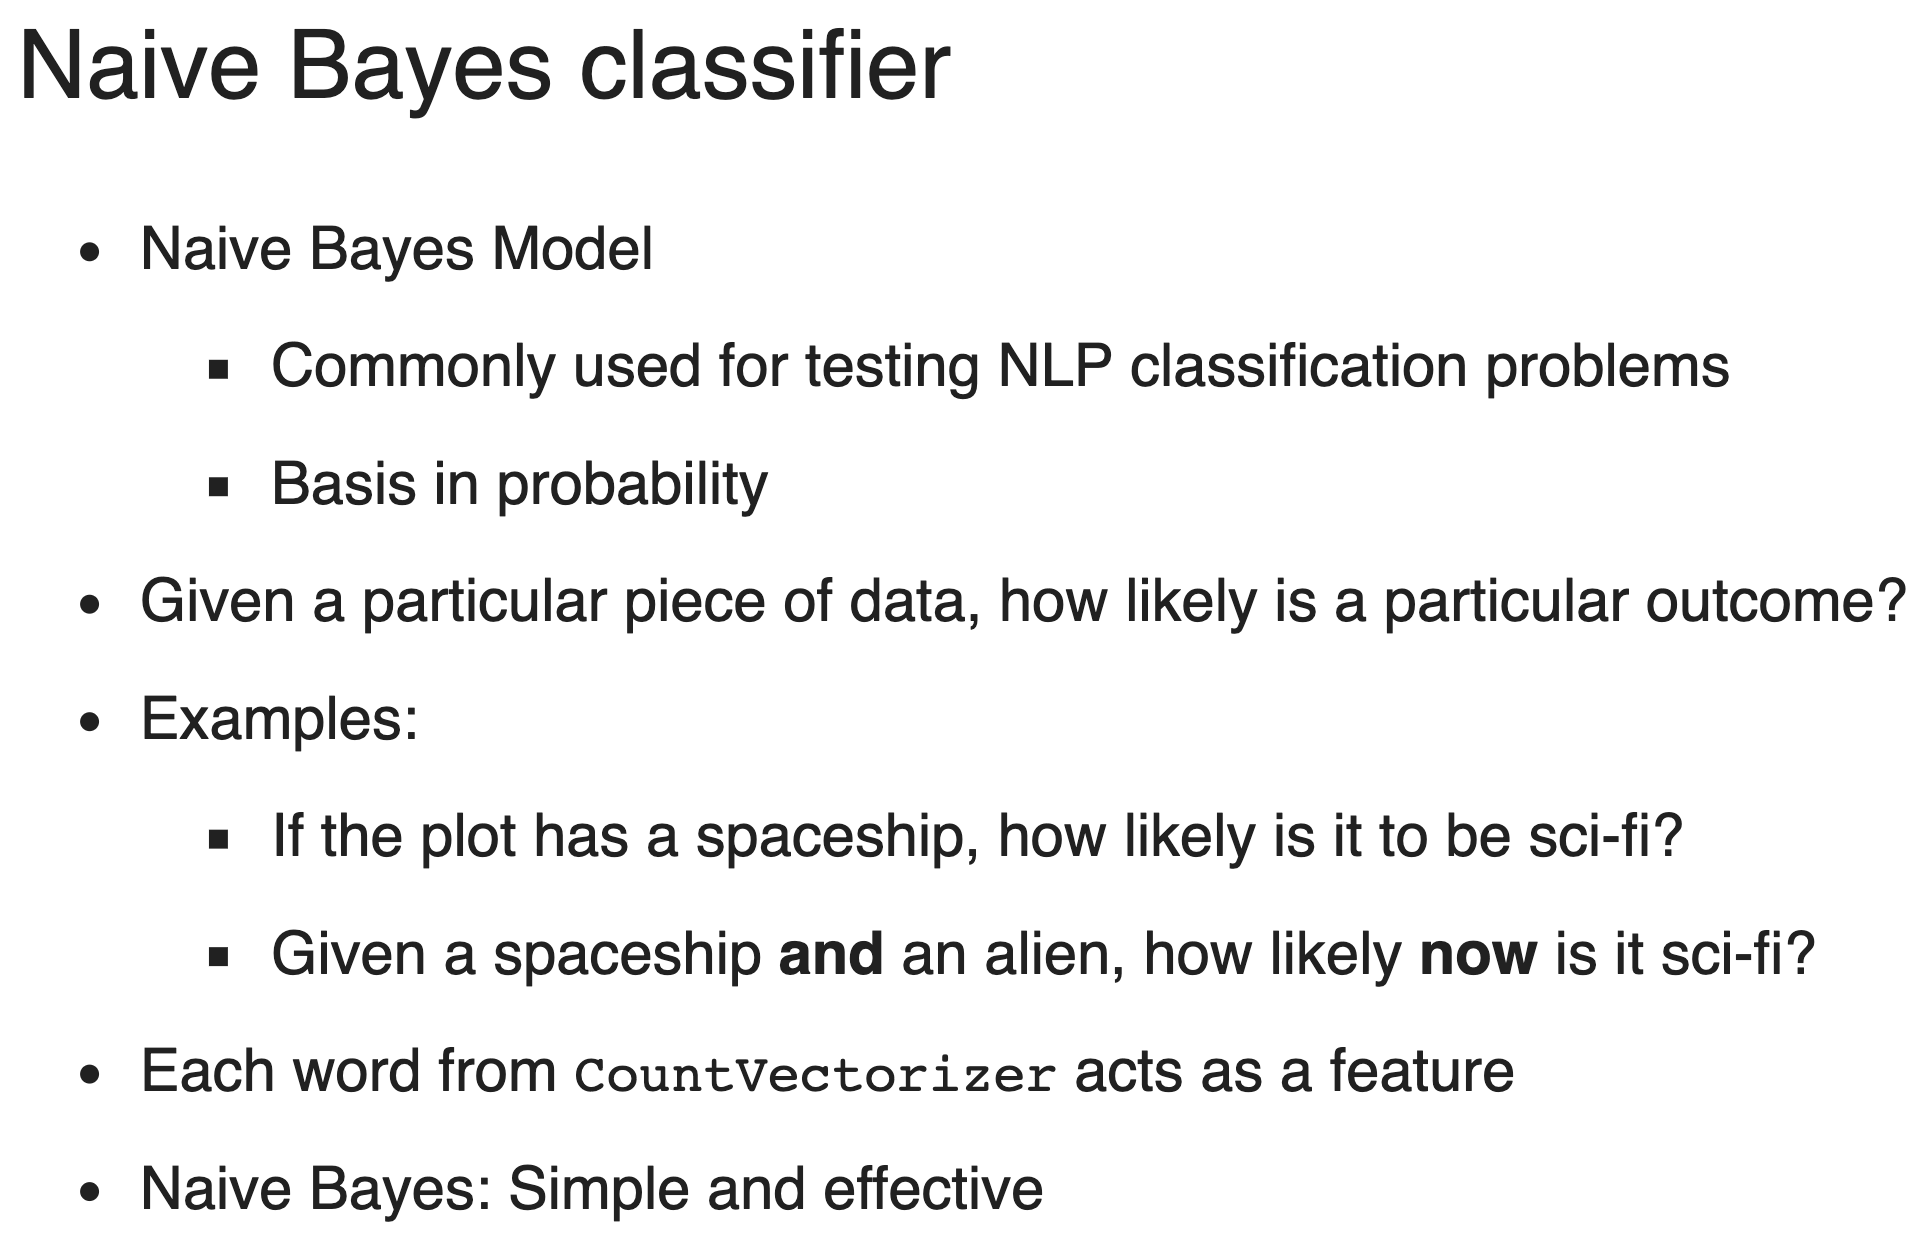 Naive Bayes classifier
• Naive Bayes Model
▪ Commonly used for testing NLP classification problems
▪ Basis in probability
• Given a particular piece of data, how likely is a particular outcome?
• Examples:
▪ If the plot has a spaceship, how likely is it to be sci-fi?
▪ Given a spaceship and an alien, how likely now is it sci-fi?
• Each word from CountVectorizer acts as a feature
• Naive Bayes: Simple and effective